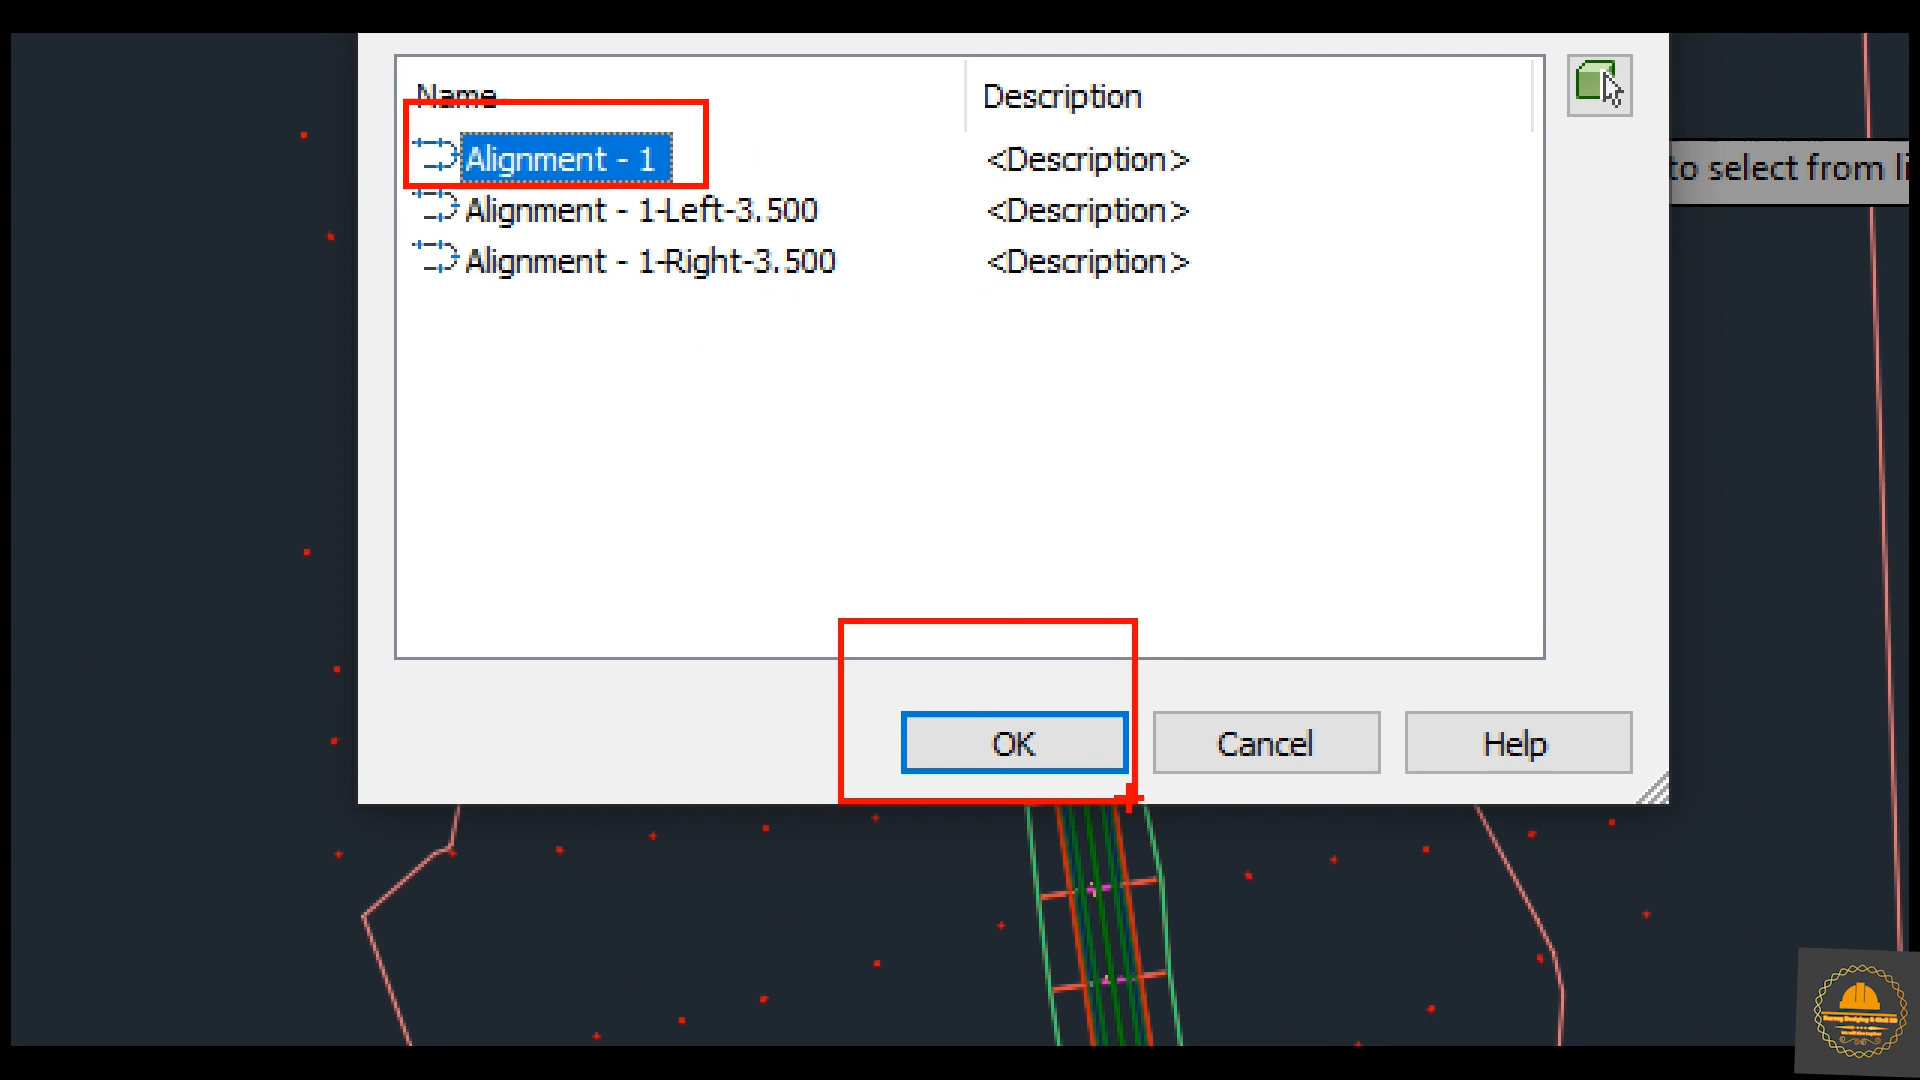 Name Description
Alignment - 1 <Description>
Alignment - 1-Left-3.500 <Description>
Alignment - 1-Right-3.500 <Description>
to select from li
OK Cancel Help